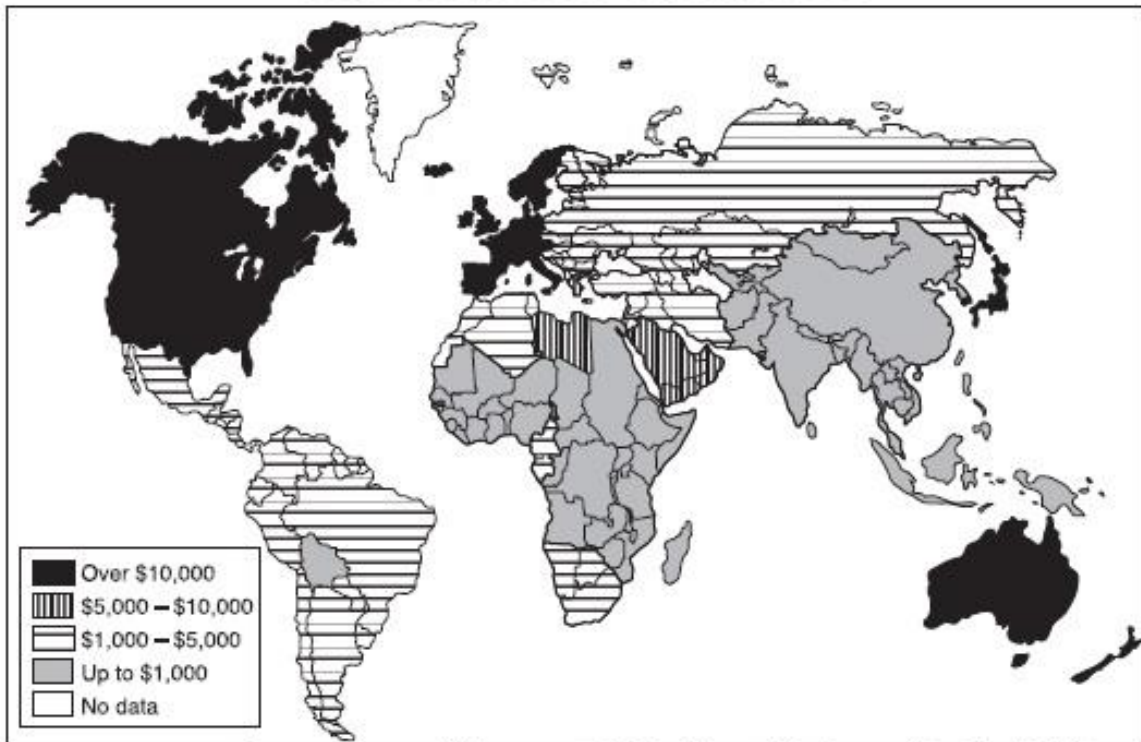 Over $10,000
$5,000 – $10,000
$1,000 – $5,000
Up to $1,000
No data